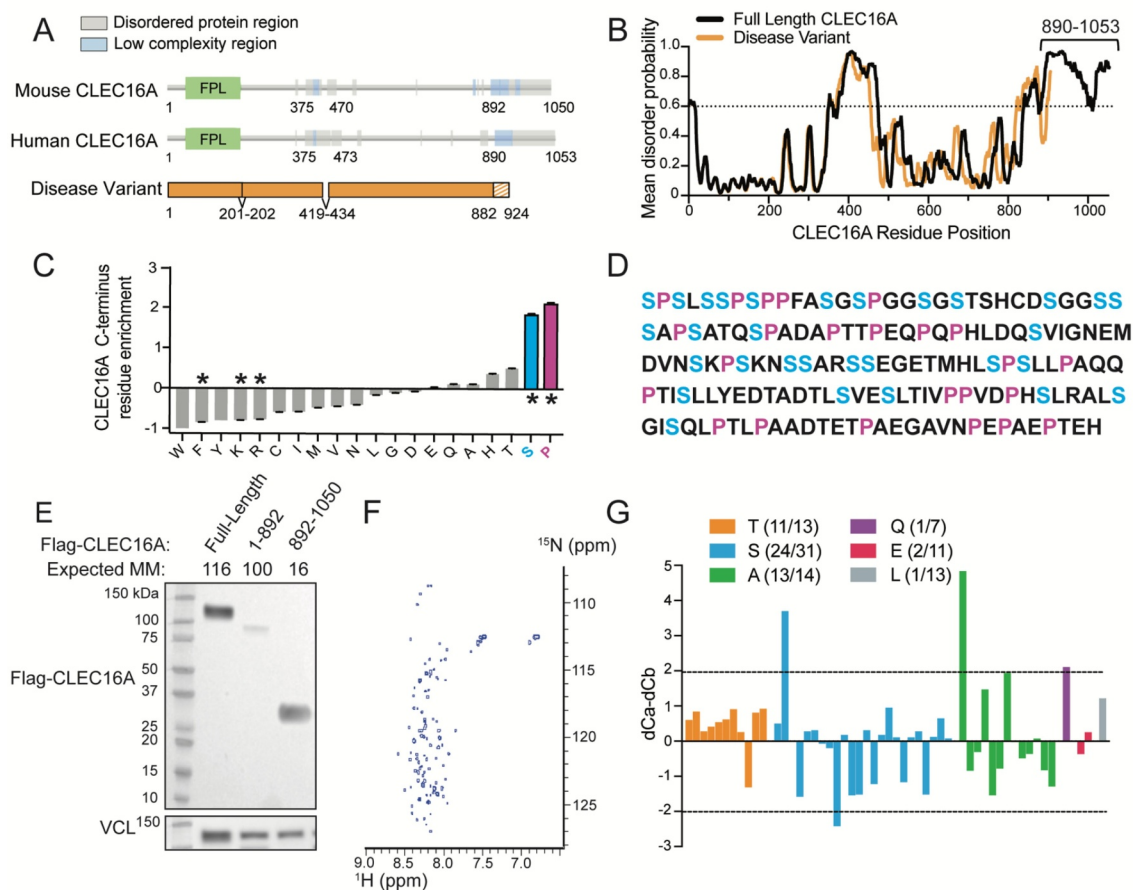 A
Disordered protein region
Low complexity region
Mouse CLEC16A
FPL
1
375
470
892
1050
Human CLEC16A
FPL
1
375
473
890
1053
Disease Variant
1
201-202
419-434
882
924
B
Full Length CLEC16A
Disease Variant
890-1053
Mean disorder probability
1.0
0.8
0.6
0.4
0.2
0
0
200
400
600
800
1000
CLEC16A Residue Position
C
CLEC16A C-terminus
residue enrichment
3
2
1
0
-1
* * *
* *
W F Y K R C I M V N L G D E Q A H T S P
D
SPSLSSPSPPFASGSPGGSGSTSHCDSGGSS
SAPSATQSPADAPTTPEQPQPHLDQSVIGNEM
DVNSKPSKNSSARSSEGETMHLSPSLLPAQQ
PTISLLYEDTADTLSVESLTIVPPVDPHSLRALS
GISQLPTLPAADTETPAEGAVNPEPAEPTEH
E
Full-Length
1-892
892-1050
Flag-CLEC16A:
Expected MM: 116 100 16
150 kDa
100
75
50
37
25
20
15
10
Flag-CLEC16A
VCL
150
F
15N (ppm)
110
115
120
125
9.0 8.5 8.0 7.5 7.0
1H (ppm)
G
T (11/13)
S (24/31)
A (13/14)
Q (1/7)
E (2/11)
L (1/13)
dCa-dCb
5
4
3
2
1
0
-1
-2
-3